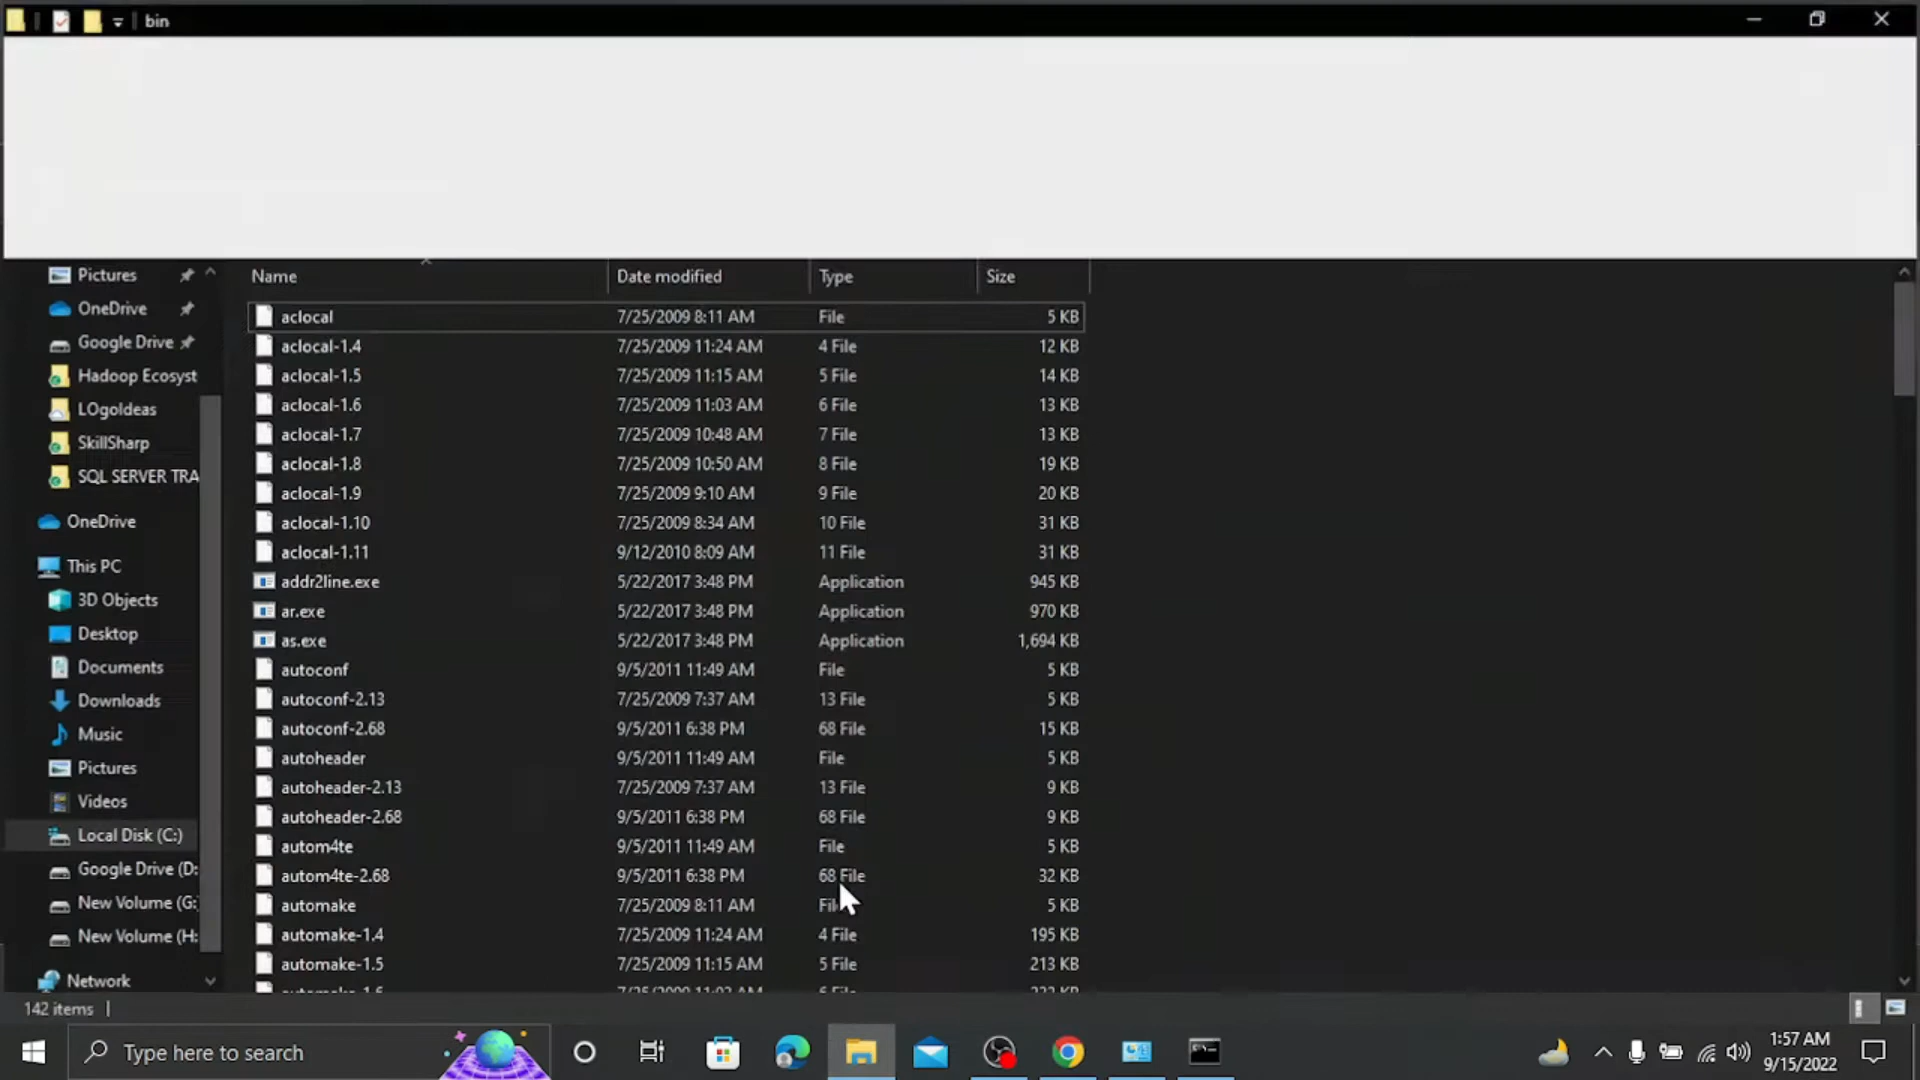 bin
Name Date modified Type Size
Pictures
OneDrive
Google Drive
Hadoop Ecosyst
LOgoIdeas
SkillSharp
SQL SERVER TRA
OneDrive
This PC
3D Objects
Desktop
Documents
Downloads
Music
Pictures
Videos
Local Disk (C:)
Google Drive (D:
New Volume (G:
New Volume (H:
Network
aclocal 7/25/2009 8:11 AM File 5 KB
aclocal-1.4 7/25/2009 11:24 AM 4 File 12 KB
aclocal-1.5 7/25/2009 11:15 AM 5 File 14 KB
aclocal-1.6 7/25/2009 11:03 AM 6 File 13 KB
aclocal-1.7 7/25/2009 10:48 AM 7 File 13 KB
aclocal-1.8 7/25/2009 10:50 AM 8 File 19 KB
aclocal-1.9 7/25/2009 9:10 AM 9 File 20 KB
aclocal-1.10 7/25/2009 8:34 AM 10 File 31 KB
aclocal-1.11 9/12/2010 8:09 AM 11 File 31 KB
addr2line.exe 5/22/2017 3:48 PM Application 945 KB
ar.exe 5/22/2017 3:48 PM Application 970 KB
as.exe 5/22/2017 3:48 PM Application 1,694 KB
autoconf 9/5/2011 11:49 AM File 5 KB
autoconf-2.13 7/25/2009 7:37 AM 13 File 5 KB
autoconf-2.68 9/5/2011 6:38 PM 68 File 15 KB
autoheader 9/5/2011 11:49 AM File 5 KB
autoheader-2.13 7/25/2009 7:37 AM 13 File 9 KB
autoheader-2.68 9/5/2011 6:38 PM 68 File 9 KB
autom4te 9/5/2011 11:49 AM File 5 KB
autom4te-2.68 9/5/2011 6:38 PM 68 File 32 KB
automake 7/25/2009 8:11 AM File 5 KB
automake-1.4 7/25/2009 11:24 AM 4 File 195 KB
automake-1.5 7/25/2009 11:15 AM 5 File 213 KB
142 items
Type here to search
1:57 AM
9/15/2022